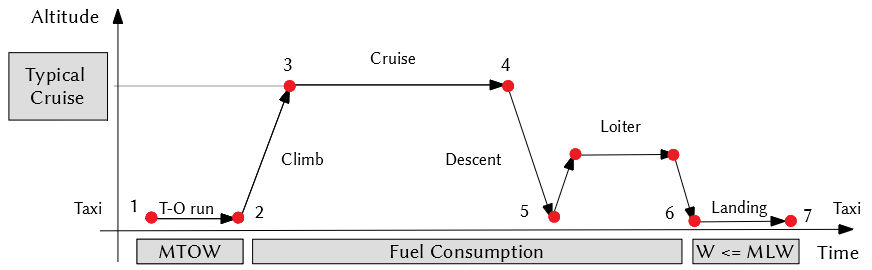 Altitude
Typical
Cruise
3
Cruise
4
Climb
Descent
Loiter
Taxi
1
T-O run
2
5
6
Landing
7
Taxi
MTOW
Fuel Consumption
W <= MLW
Time